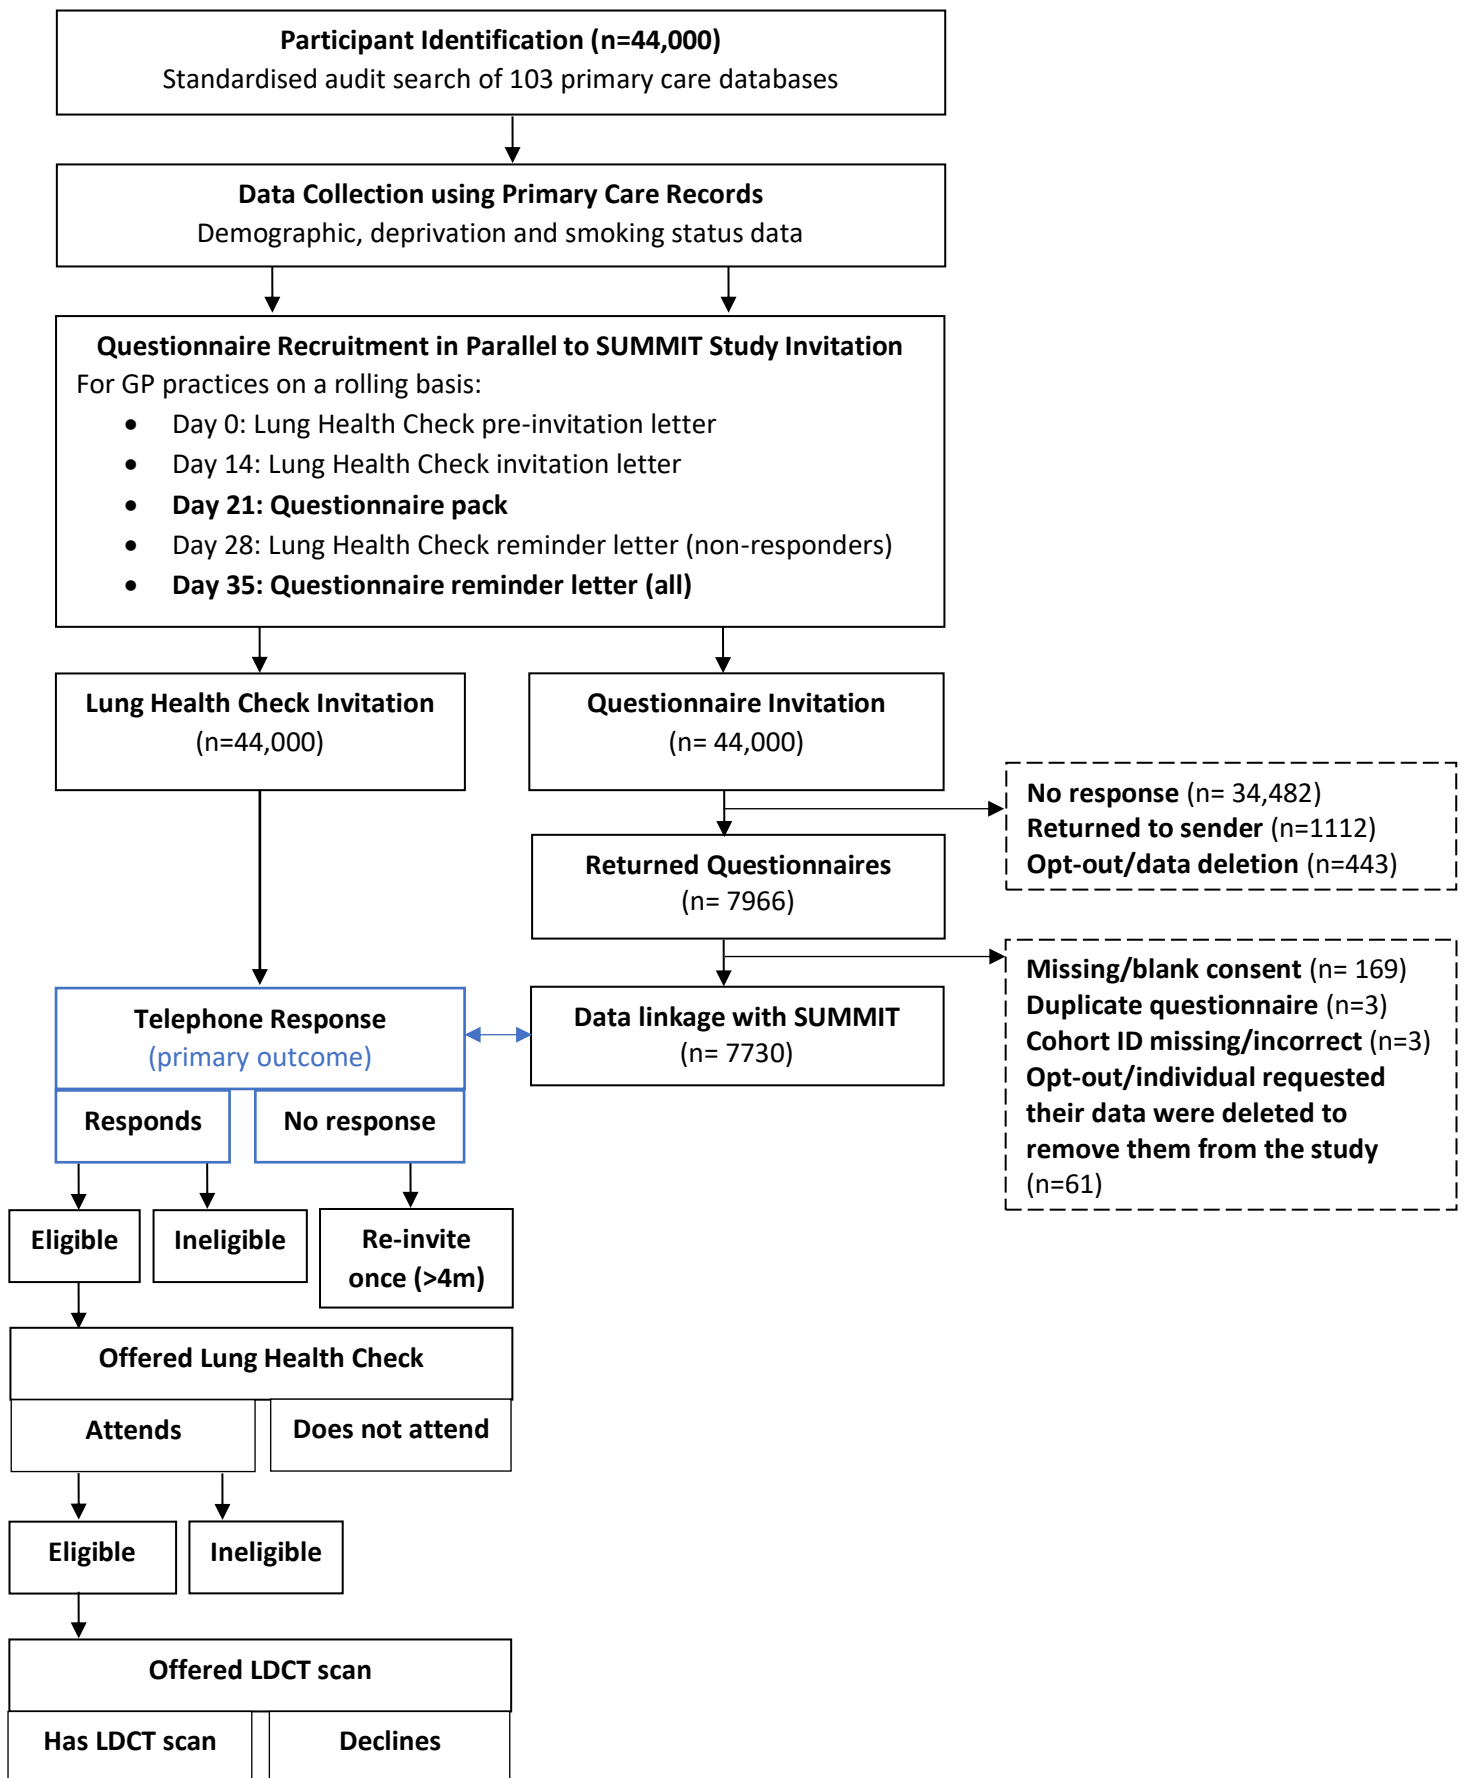 Participant Identification (n=44,000)
Standardised audit search of 103 primary care databases
Data Collection using Primary Care Records
Demographic, deprivation and smoking status data
Questionnaire Recruitment in Parallel to SUMMIT Study Invitation
For GP practices on a rolling basis:
• Day 0: Lung Health Check pre-invitation letter
• Day 14: Lung Health Check invitation letter
• Day 21: Questionnaire pack
• Day 28: Lung Health Check reminder letter (non-responders)
• Day 35: Questionnaire reminder letter (all)
Lung Health Check Invitation
(n=44,000)
Questionnaire Invitation
(n= 44,000)
No response (n= 34,482)
Returned to sender (n=1112)
Opt-out/data deletion (n=443)
Returned Questionnaires
(n= 7966)
Missing/blank consent (n= 169)
Duplicate questionnaire (n=3)
Cohort ID missing/incorrect (n=3)
Opt-out/individual requested
their data were deleted to
remove them from the study
(n=61)
Telephone Response
(primary outcome)
Data linkage with SUMMIT
(n= 7730)
Responds
No response
Eligible
Ineligible
Re-invite
once (>4m)
Offered Lung Health Check
Attends
Does not attend
Eligible
Ineligible
Offered LDCT scan
Has LDCT scan
Declines